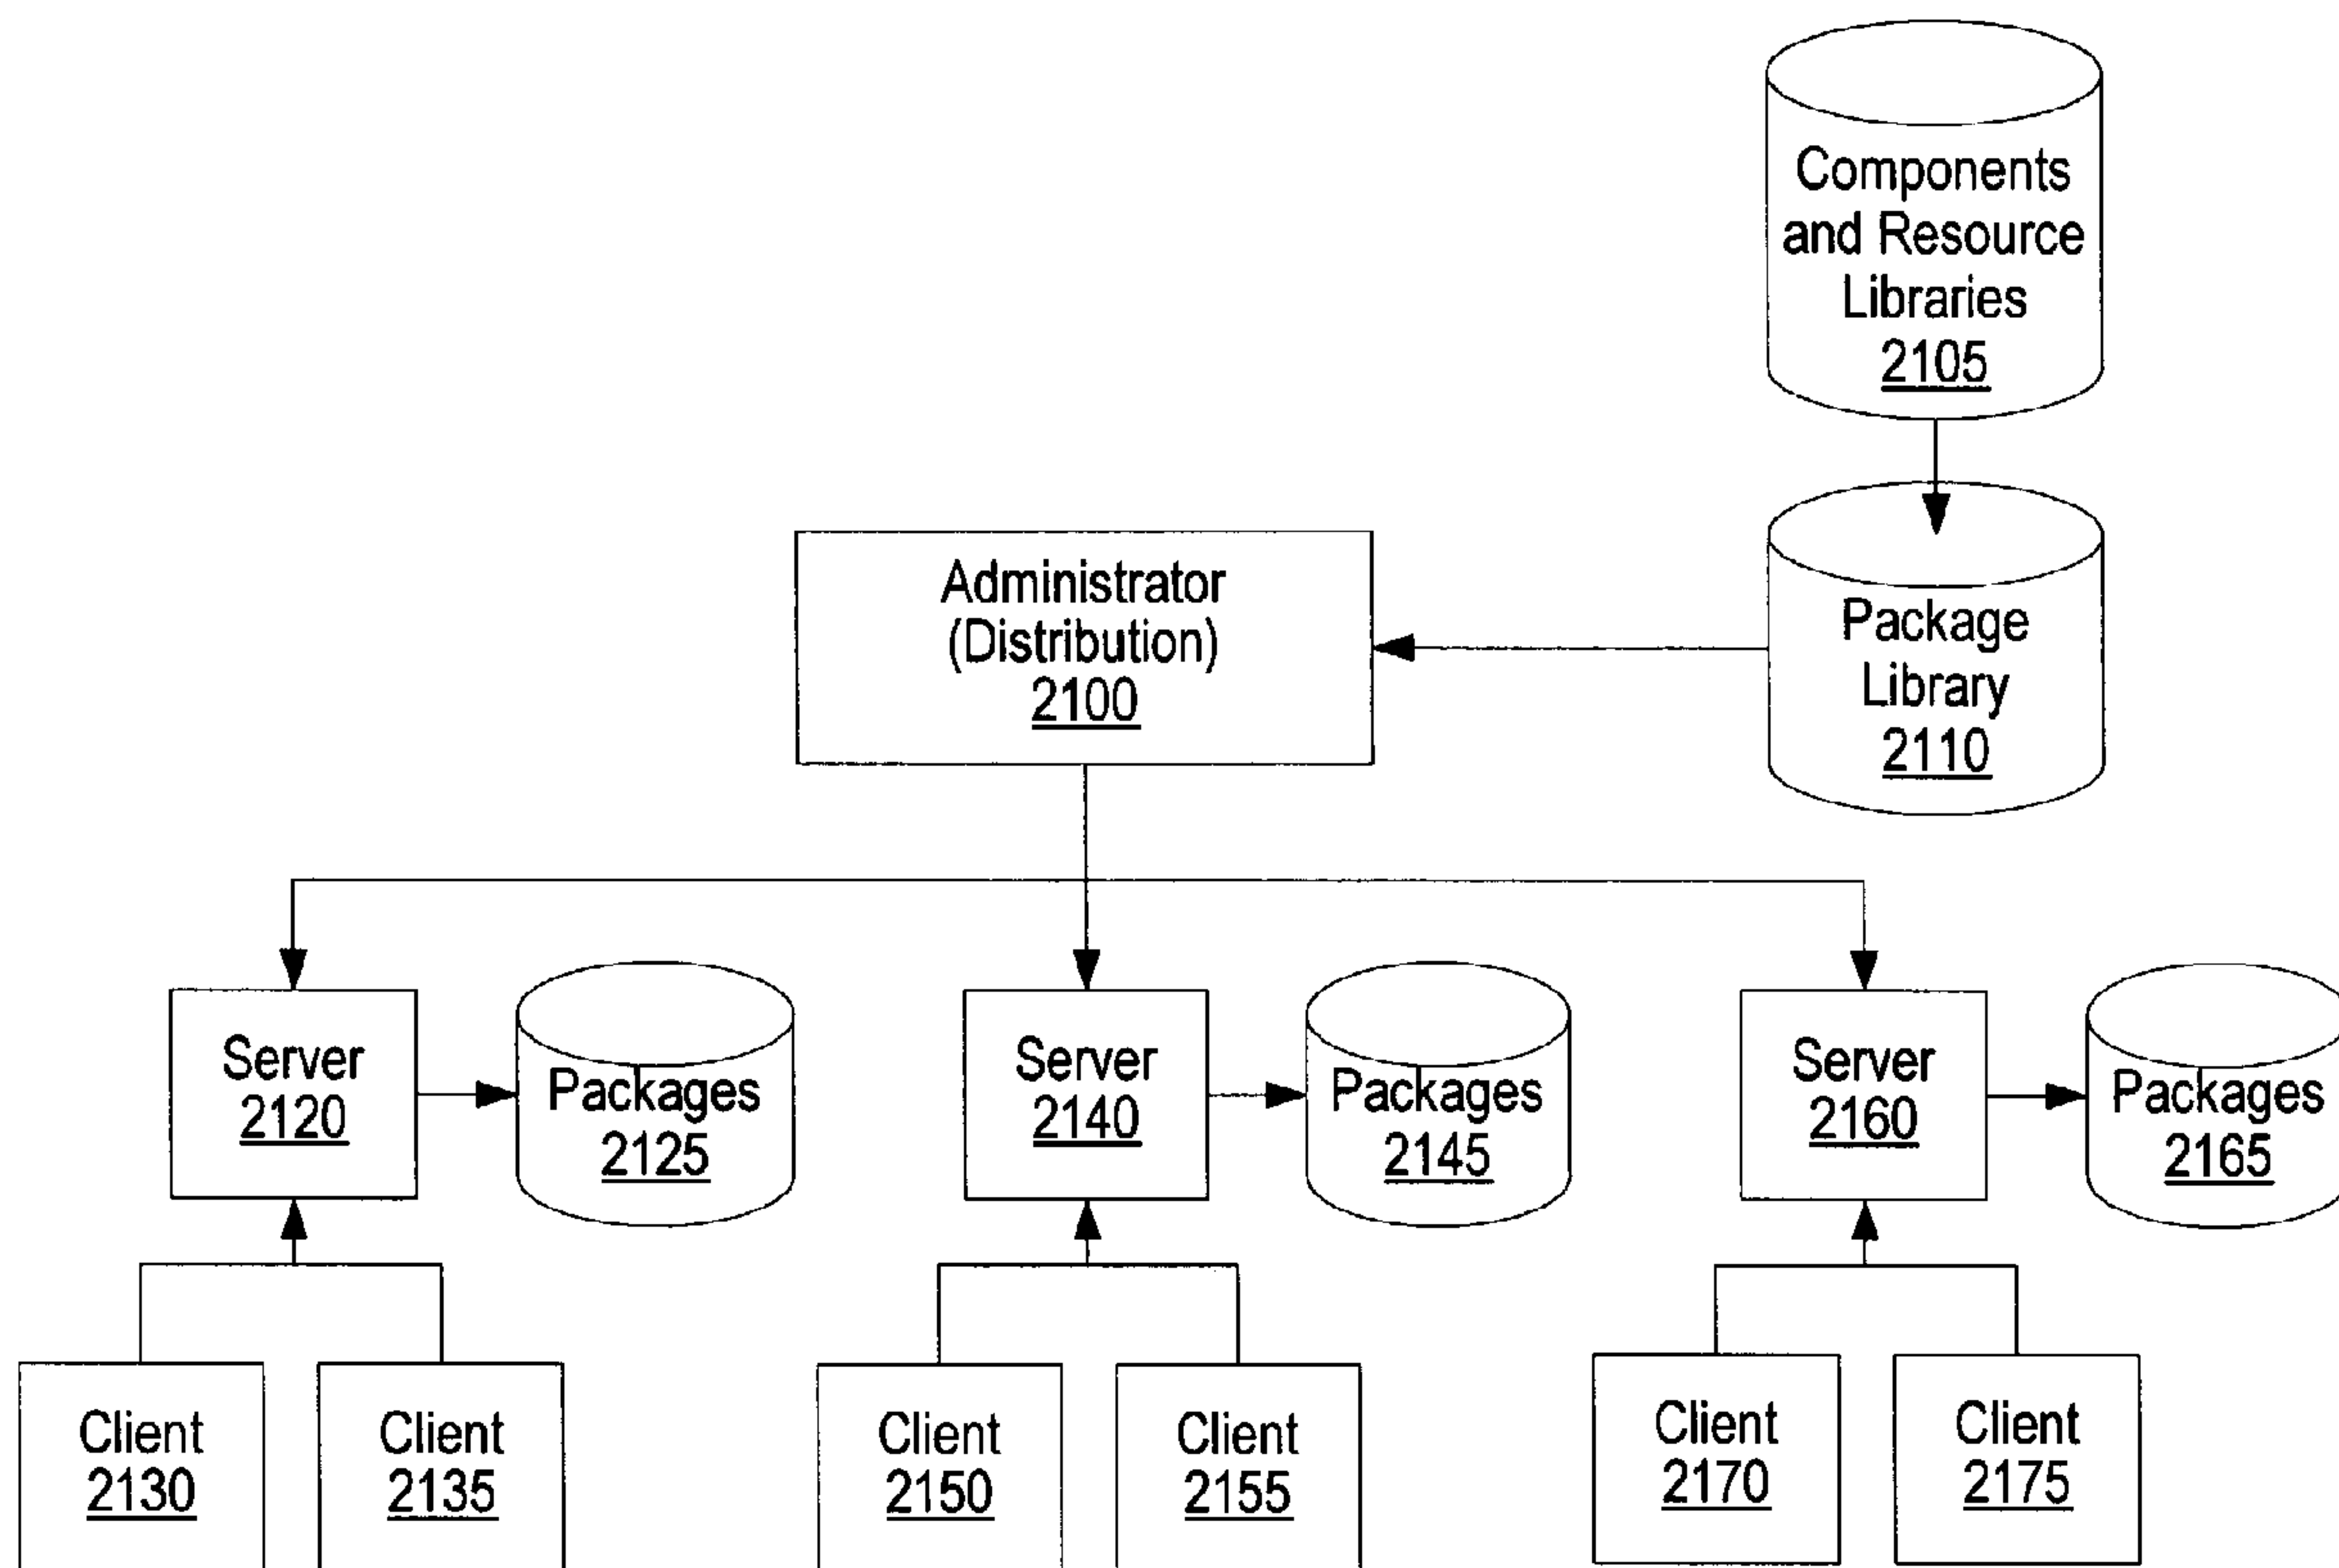 Components
and Resource
Libraries
2105
Administrator
(Distribution)
2100
Package
Library
2110
Server
2120
Packages
2125
Server
2140
Packages
2145
Server
2160
Packages
2165
Client
2130
Client
2135
Client
2150
Client
2155
Client
2170
Client
2175